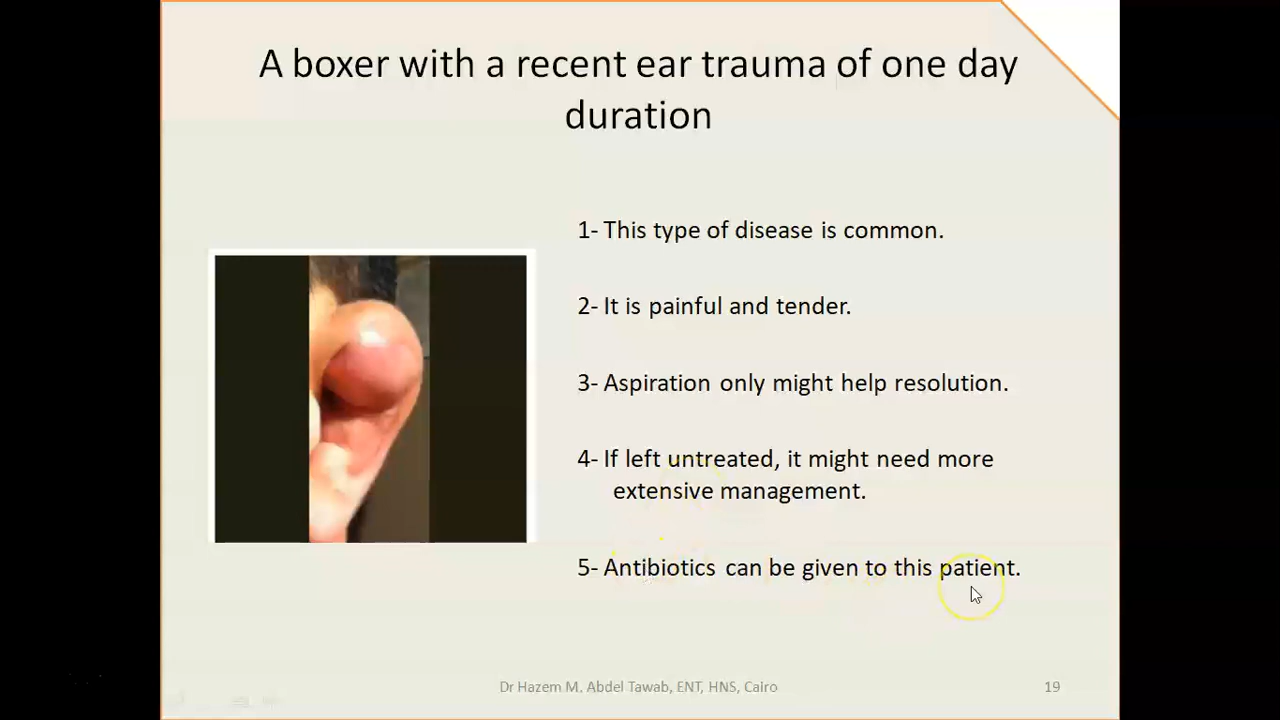 A boxer with a recent ear trauma of one day
duration
1- This type of disease is common.
2- It is painful and tender.
3- Aspiration only might help resolution.
4- If left untreated, it might need more
extensive management.
5- Antibiotics can be given to this patient.
Dr Hazem M. Abdel Tawab, ENT, HNS, Cairo
19